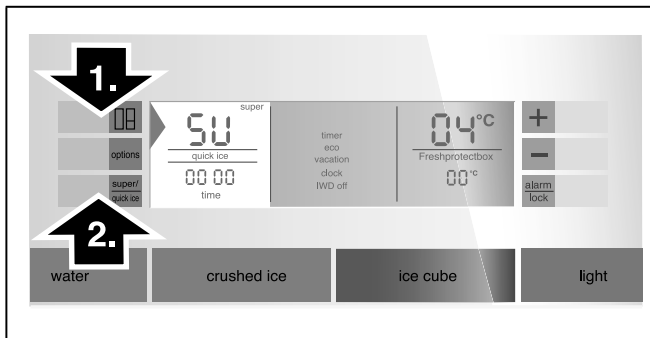 1.
options
super/
quick ice
2.
super
SU
quick ice
00 00
time
timer
eco
vacation
clock
IWD off
04°C
Freshprotectbox
00°C
+
−
alarm
lock
water
crushed ice
ice cube
light